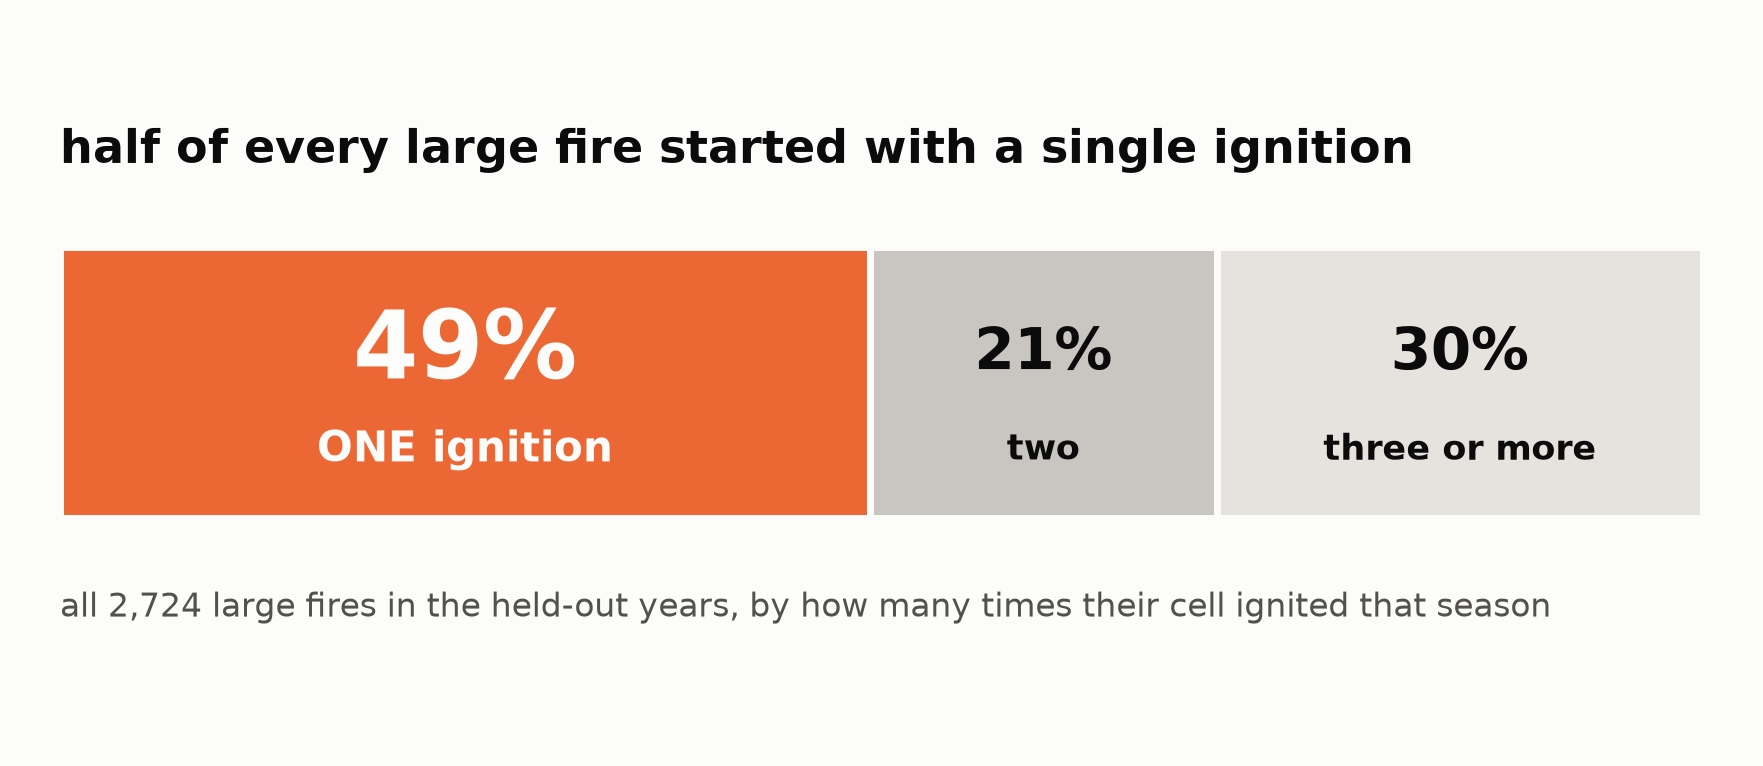 half of every large fire started with a single ignition
49%
ONE ignition
21%
two
30%
three or more
all 2,724 large fires in the held-out years, by how many times their cell ignited that season